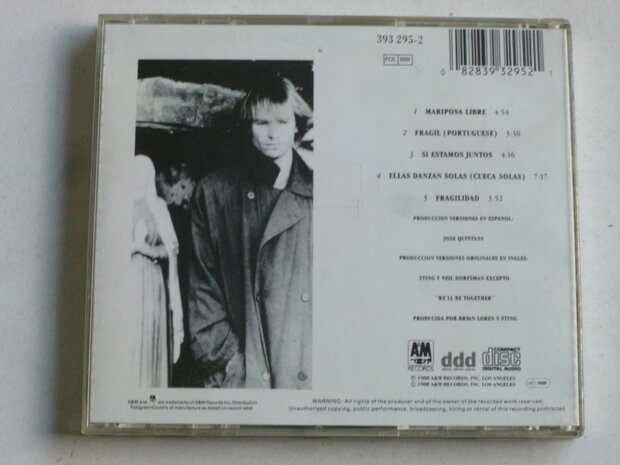 393 295-2
POL 899
0 82839 32952 1
1 MARIPOSA LIBRE 4:54
2 FRAGIL (PORTUGUESE) 3:50
3 SI ESTAMOS JUNTOS 4:16
4 ELLAS DANZAN SOLAS (CUECA SOLAS) 7:17
5 FRAGILIDAD 3:52
PRODUCCION VERSIONES EN ESPAÑOL:
JOSE QUINTANA
PRODUCCION VERSIONES ORIGINALES EN INGLES:
STING Y NEIL DORFSMAN EXCEPTO
"WE'LL BE TOGETHER"
PRODUCIDA POR BRYAN LOREN Y STING
A&M RECORDS
ddd
COMPACT disc DIGITAL AUDIO
℗ 1988 A&M RECORDS, INC. LOS ANGELES
© 1988 A&M RECORDS, INC. LOS ANGELES
A&M and A&M are trademarks of A&M Records Inc./Distribution
Polygram/Country of manufacture as stated on record label.
WARNING: All rights of the producer and of the owner of the recorded work reserved.
Unauthorised copying, public performance, broadcasting, hiring or rental of this recording prohibited.